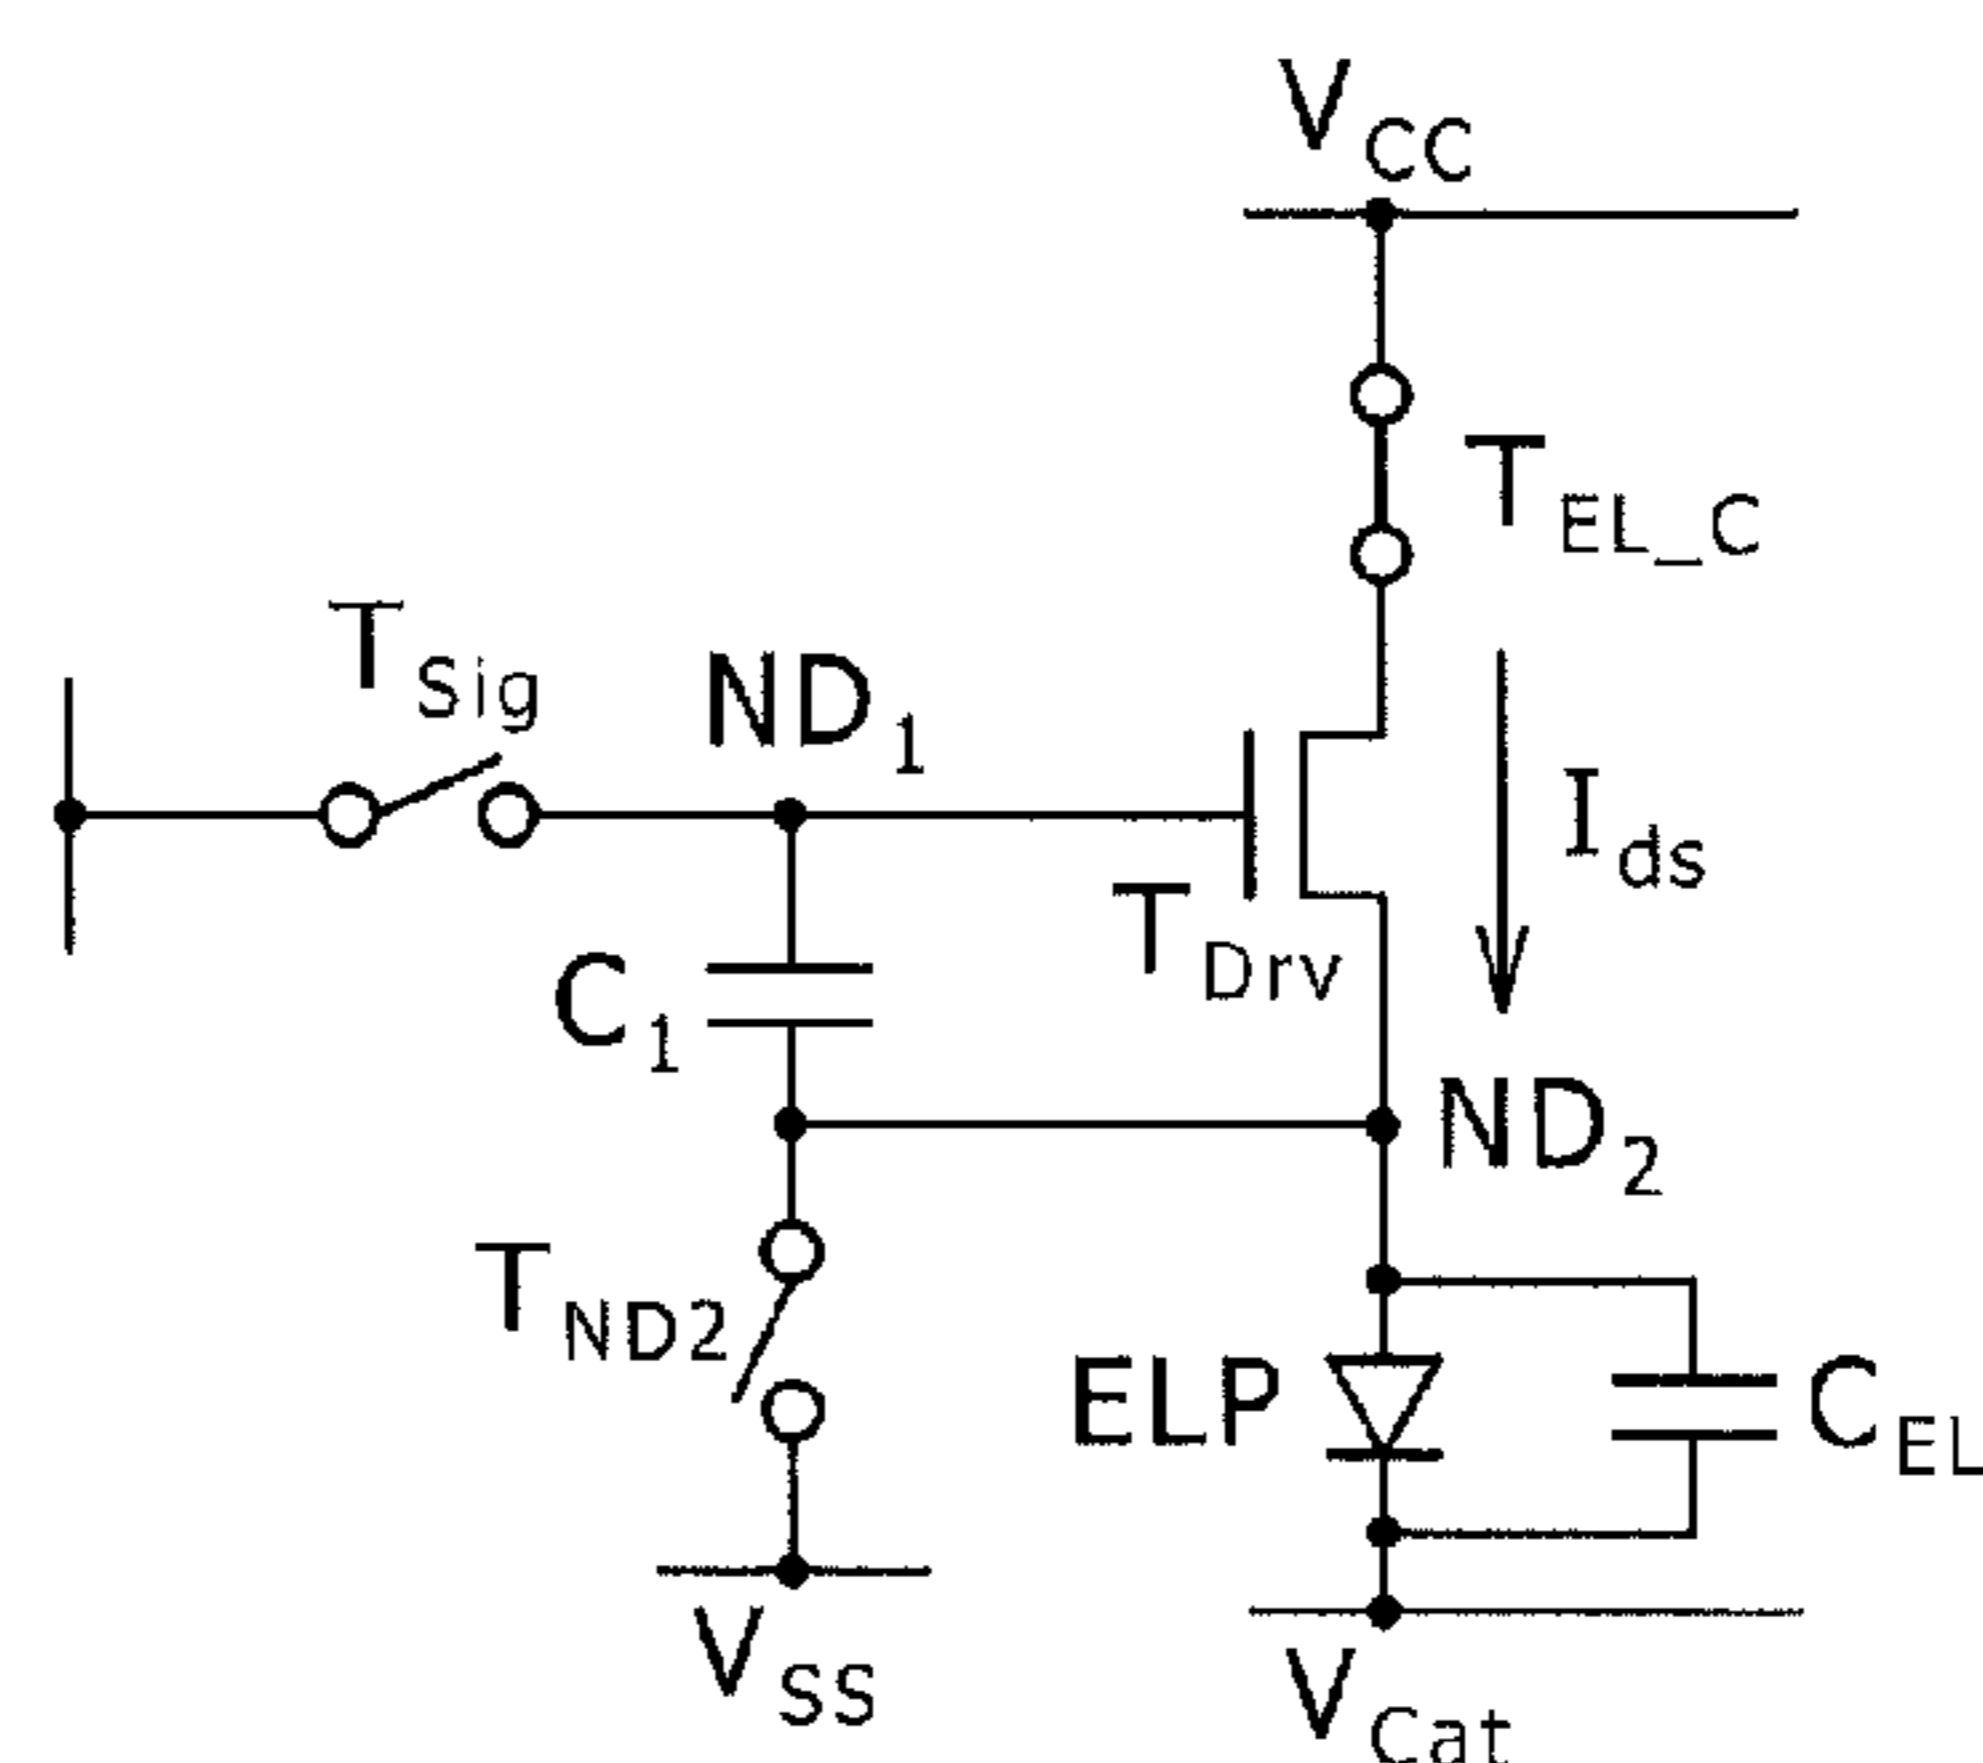 V_CC
T_EL_C
T_Sig
ND_1
I_ds
T_Drv
C_1
ND_2
T_ND2
ELP
C_EL
V_SS
V_Cat